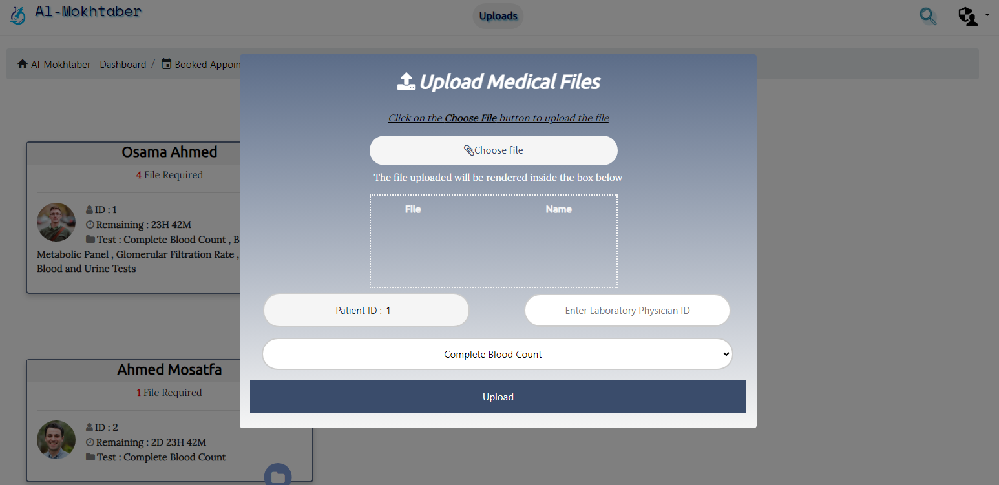 Al-Mokhtaber
Uploads
Al-Mokhtaber - Dashboard / Booked Appoin
Upload Medical Files
Click on the Choose File button to upload the file
Choose file
The file uploaded will be rendered inside the box below
File Name
Patient ID : 1
Enter Laboratory Physician ID
Complete Blood Count
Upload
Osama Ahmed
4 File Required
ID : 1
Remaining : 23H 42M
Test : Complete Blood Count , B
Metabolic Panel , Glomerular Filtration Rate ,
Blood and Urine Tests
Ahmed Mosatfa
1 File Required
ID : 2
Remaining : 2D 23H 42M
Test : Complete Blood Count